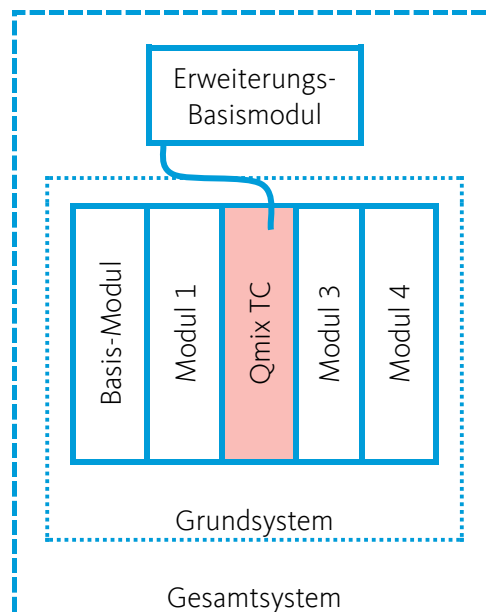 Erweiterungs-
Basismodul
Basis-Modul
Modul 1
Qmix TC
Modul 3
Modul 4
Grundsystem
Gesamtsystem